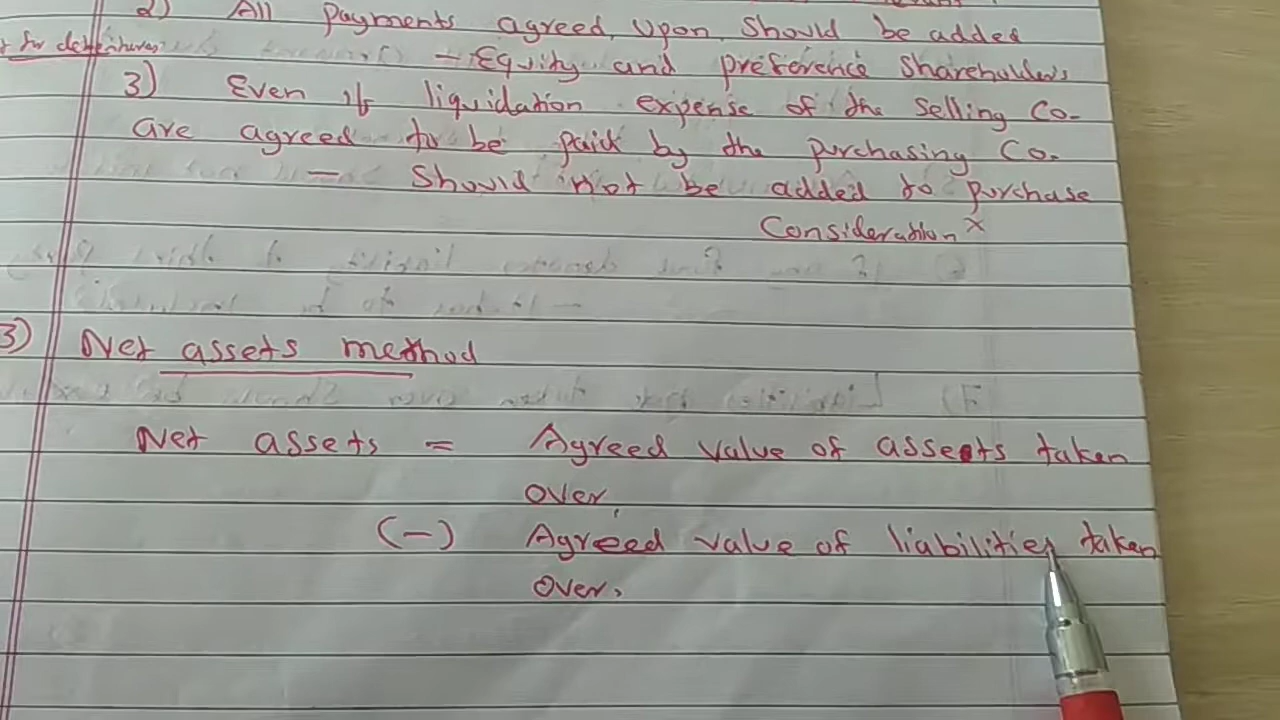 2) All payments agreed upon should be added
for debentures
- Equity and preference shareholders
3) Even if liquidation expense of the selling Co.
are agreed to be paid by the purchasing Co.
- Should not be added to purchase
Consideration x
3) Net assets method
Net assets = Agreed value of assets taken
over
(-) Agreed value of liabilities taken
over.